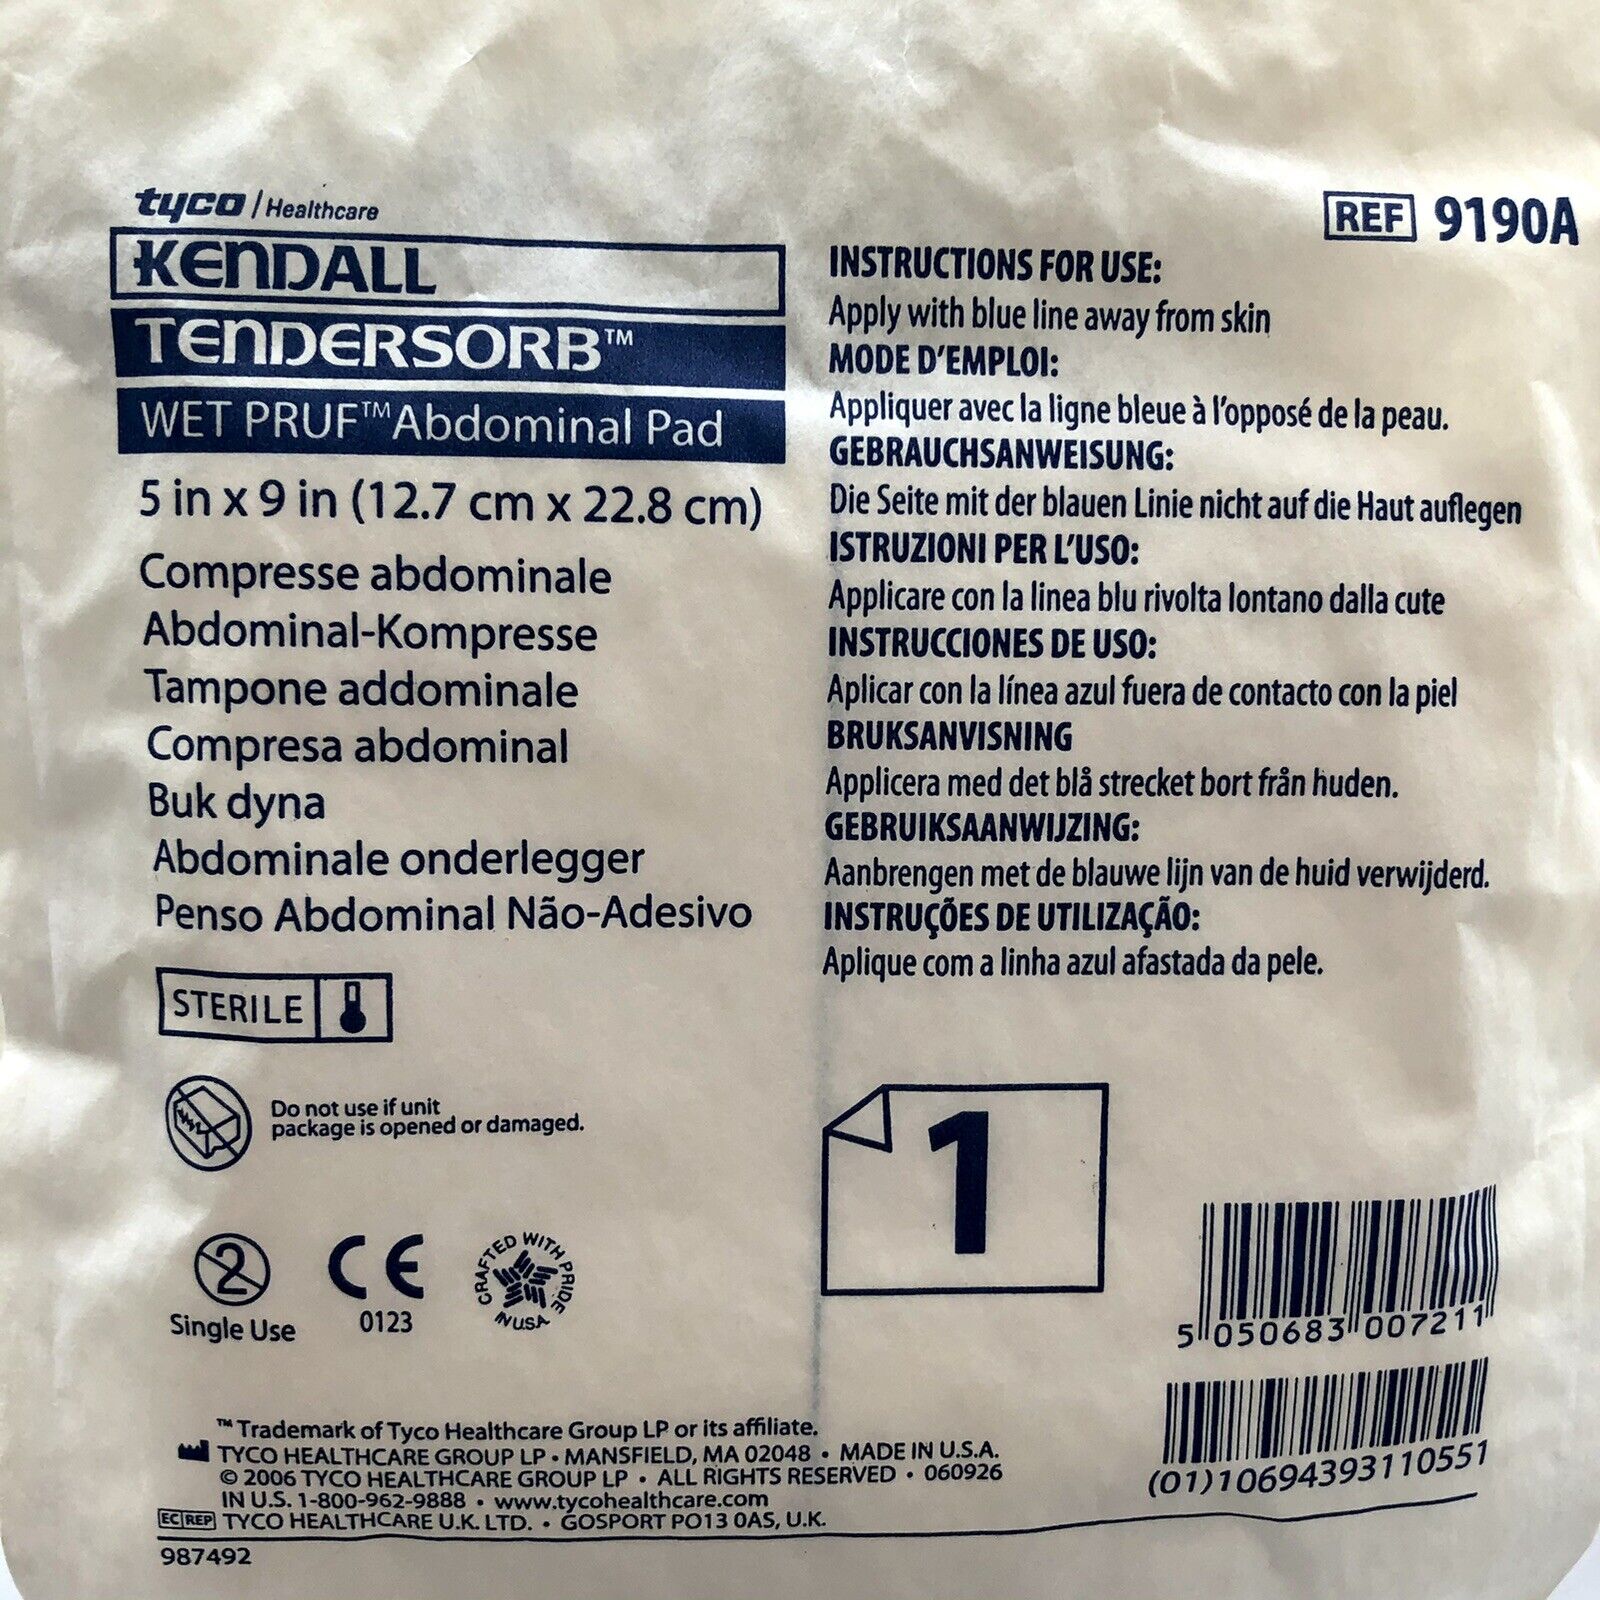 tyco / Healthcare
KENDALL
TENDERSORB™
WET PRUF™ Abdominal Pad
5 in x 9 in (12.7 cm x 22.8 cm)
Compresse abdominale
Abdominal-Kompresse
Tampone addominale
Compresa abdominal
Buk dyna
Abdominale onderlegger
Penso Abdominal Não-Adesivo
STERILE
Do not use if unit
package is opened or damaged.
2
Single Use
CE
0123
CRAFTED WITH PRIDE
IN U.S.A.
REF 9190A
INSTRUCTIONS FOR USE:
Apply with blue line away from skin
MODE D'EMPLOI:
Appliquer avec la ligne bleue à l'opposé de la peau.
GEBRAUCHSANWEISUNG:
Die Seite mit der blauen Linie nicht auf die Haut auflegen
ISTRUZIONI PER L'USO:
Applicare con la linea blu rivolta lontano dalla cute
INSTRUCCIONES DE USO:
Aplicar con la línea azul fuera de contacto con la piel
BRUKSANVISNING
Applicera med det blå strecket bort från huden.
GEBRUIKSAANWIJZING:
Aanbrengen met de blauwe lijn van de huid verwijderd.
INSTRUÇÕES DE UTILIZAÇÃO:
Aplique com a linha azul afastada da pele.
1
5 050683 007211
(01)10694393110551
™ Trademark of Tyco Healthcare Group LP or its affiliate.
TYCO HEALTHCARE GROUP LP • MANSFIELD, MA 02048 • MADE IN U.S.A.
© 2006 TYCO HEALTHCARE GROUP LP • ALL RIGHTS RESERVED • 060926
IN U.S. 1-800-962-9888 • www.tycohealthcare.com
EC REP TYCO HEALTHCARE U.K. LTD. • GOSPORT PO13 0AS, U.K.
987492